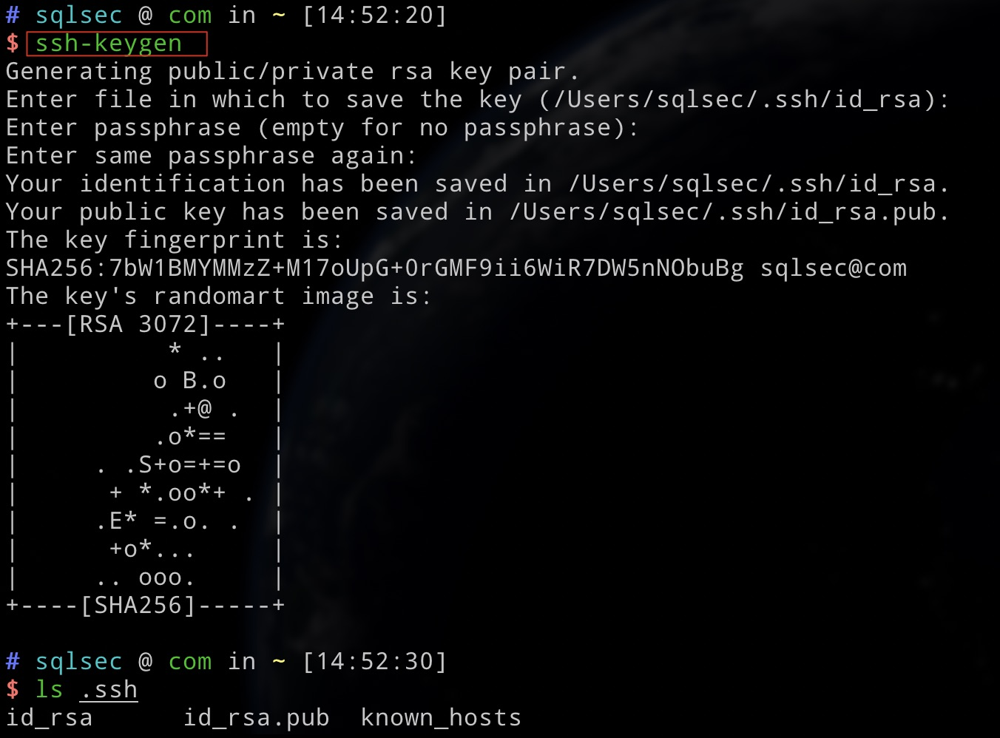 # sqlsec @ com in ~ [14:52:20]
$ ssh-keygen
Generating public/private rsa key pair.
Enter file in which to save the key (/Users/sqlsec/.ssh/id_rsa):
Enter passphrase (empty for no passphrase):
Enter same passphrase again:
Your identification has been saved in /Users/sqlsec/.ssh/id_rsa.
Your public key has been saved in /Users/sqlsec/.ssh/id_rsa.pub.
The key fingerprint is:
SHA256:7bW1BMYMMzZ+M17oUpG+0rGMF9ii6WiR7DW5nNObuBg sqlsec@com
The key's randomart image is:
+---[RSA 3072]----+
|          * ..   |
|         o B.o   |
|          .+@ .  |
|         .o*==   |
|     . .S+o=+=o  |
|      + *.oo*+ . |
|     .E* =.o. .  |
|      +o*...     |
|     .. ooo.     |
+----[SHA256]-----+
# sqlsec @ com in ~ [14:52:30]
$ ls .ssh
id_rsa      id_rsa.pub  known_hosts